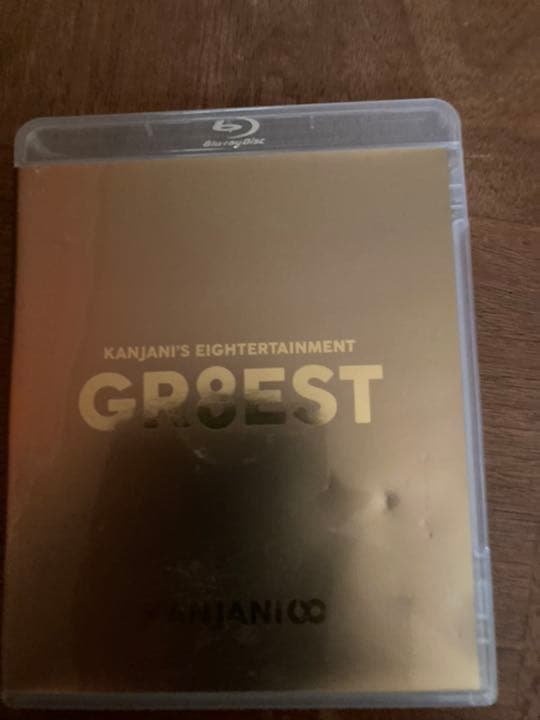 Blu-ray Disc
KANJANI'S EIGHTERTAINMENT
GR8EST
KANJANI∞